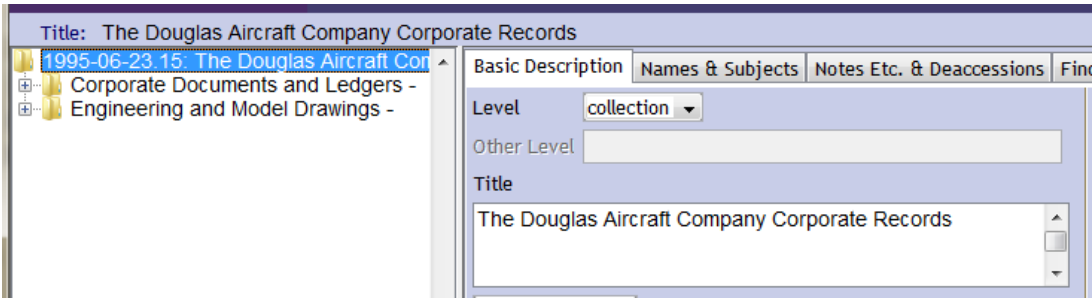 Title: The Douglas Aircraft Company Corporate Records
1995-06-23.15: The Douglas Aircraft Com
Corporate Documents and Ledgers -
Engineering and Model Drawings -
Basic Description Names & Subjects Notes Etc. & Deaccessions Find
Level collection
Other Level
Title
The Douglas Aircraft Company Corporate Records